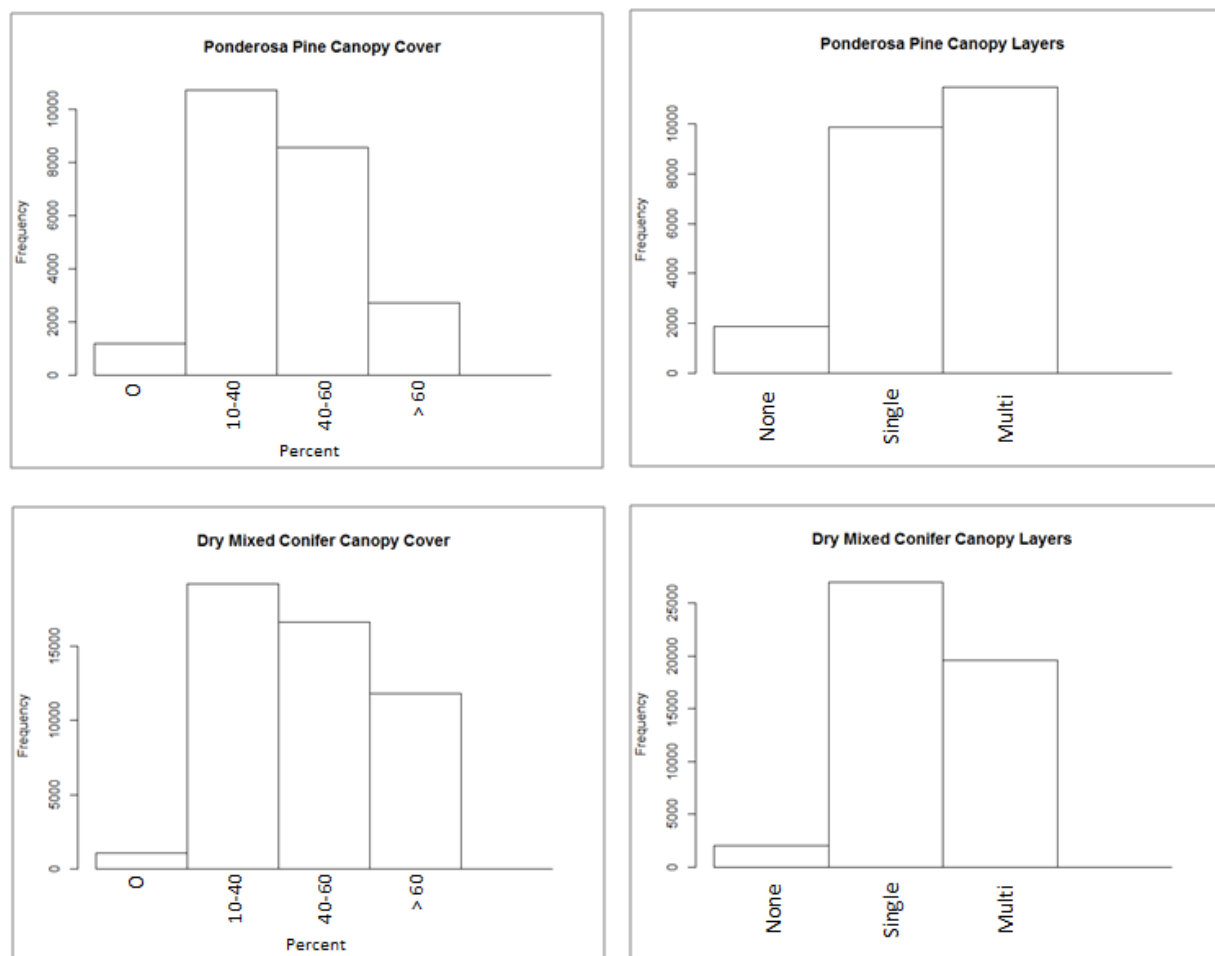 Ponderosa Pine Canopy Cover
Frequency
10000
8000
6000
4000
2000
0
O
10-40
40-60
> 60
Percent
Ponderosa Pine Canopy Layers
Frequency
10000
8000
6000
4000
2000
0
None
Single
Multi
Dry Mixed Conifer Canopy Cover
Frequency
15000
10000
5000
0
O
10-40
40-60
> 60
Percent
Dry Mixed Conifer Canopy Layers
Frequency
25000
20000
15000
10000
5000
0
None
Single
Multi